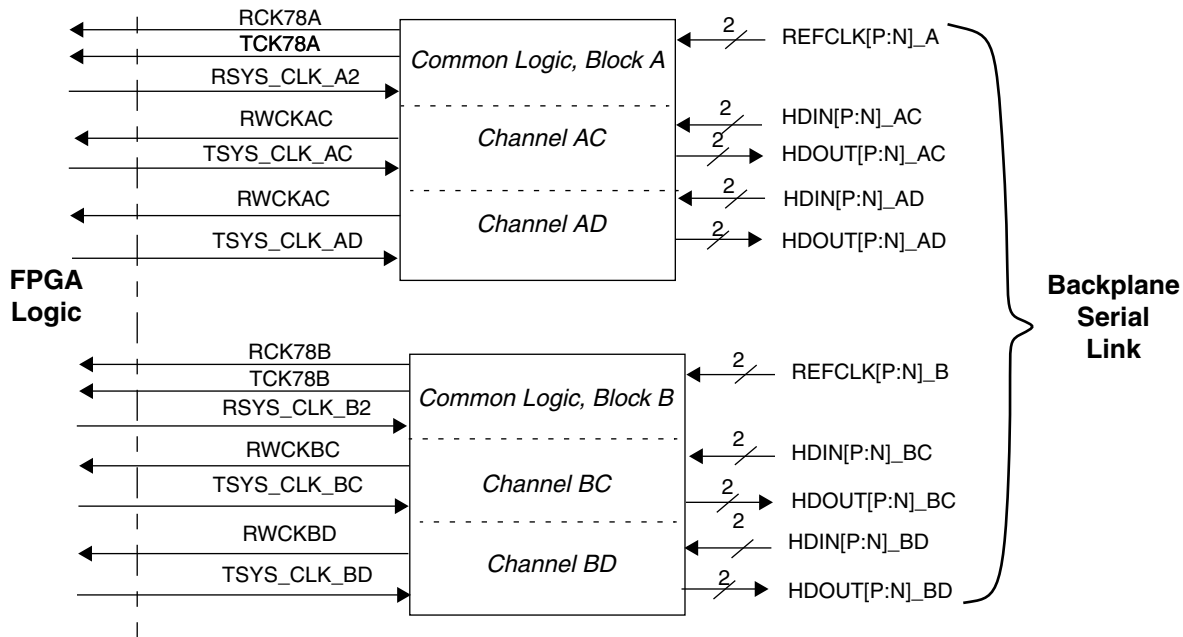 RCK78A
TCK78A
RSYS_CLK_A2
RWCKAC
TSYS_CLK_AC
RWCKAC
TSYS_CLK_AD
Common Logic, Block A
Channel AC
Channel AD
2
REFCLK[P:N]_A
2
HDIN[P:N]_AC
2
HDOUT[P:N]_AC
2
HDIN[P:N]_AD
2
HDOUT[P:N]_AD
FPGA
Logic
Backplane
Serial
Link
RCK78B
TCK78B
RSYS_CLK_B2
RWCKBC
TSYS_CLK_BC
RWCKBD
TSYS_CLK_BD
Common Logic, Block B
Channel BC
Channel BD
2
REFCLK[P:N]_B
2
HDIN[P:N]_BC
2
HDOUT[P:N]_BC
2
HDIN[P:N]_BD
2
HDOUT[P:N]_BD